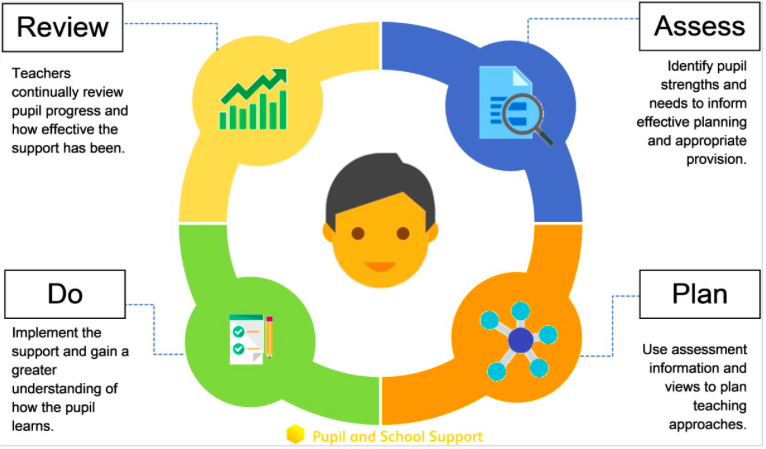 Review
Teachers
continually review
pupil progress and
how effective the
support has been.
Assess
Identify pupil
strengths and
needs to inform
effective planning
and appropriate
provision.
Do
Implement the
support and gain a
greater
understanding of
how the pupil
learns.
Plan
Use assessment
information and
views to plan
teaching
approaches.
Pupil and School Support